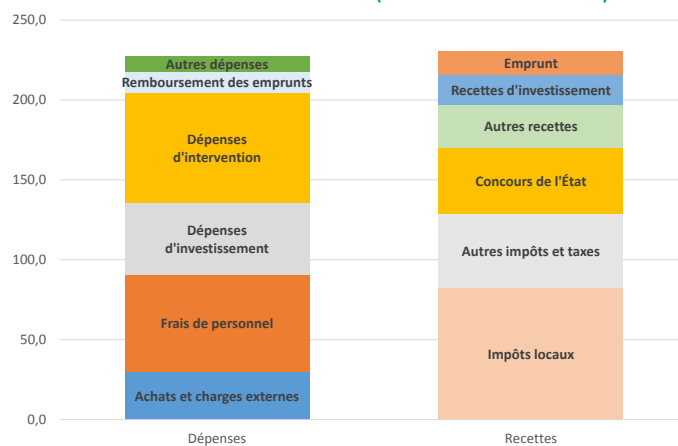 250,0
200,0
150,0
100,0
50,0
0,0
Autres dépenses
Remboursement des emprunts
Dépenses
d'intervention
Dépenses
d'investissement
Frais de personnel
Achats et charges externes
Emprunt
Recettes d'investissement
Autres recettes
Concours de l'État
Autres impôts et taxes
Impôts locaux
Dépenses
Recettes